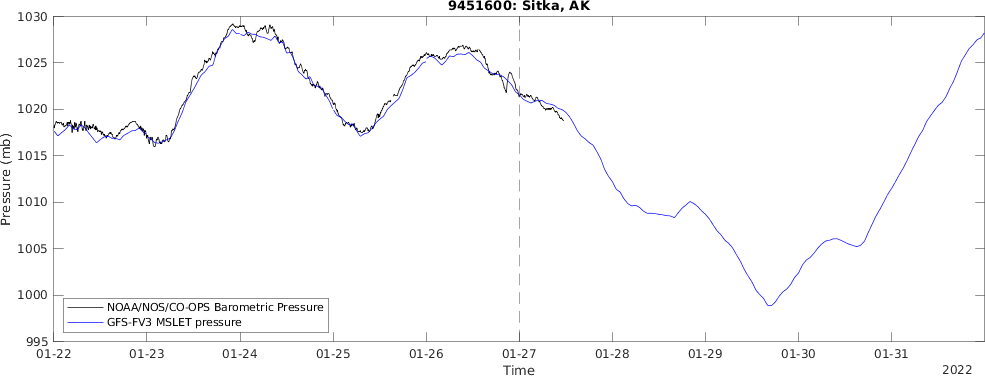 9451600: Sitka, AK
1030
1025
1020
1015
1010
1005
1000
995
Pressure (mb)
NOAA/NOS/CO-OPS Barometric Pressure
GFS-FV3 MSLET pressure
01-22 01-23 01-24 01-25 01-26 01-27 01-28 01-29 01-30 01-31
Time
2022